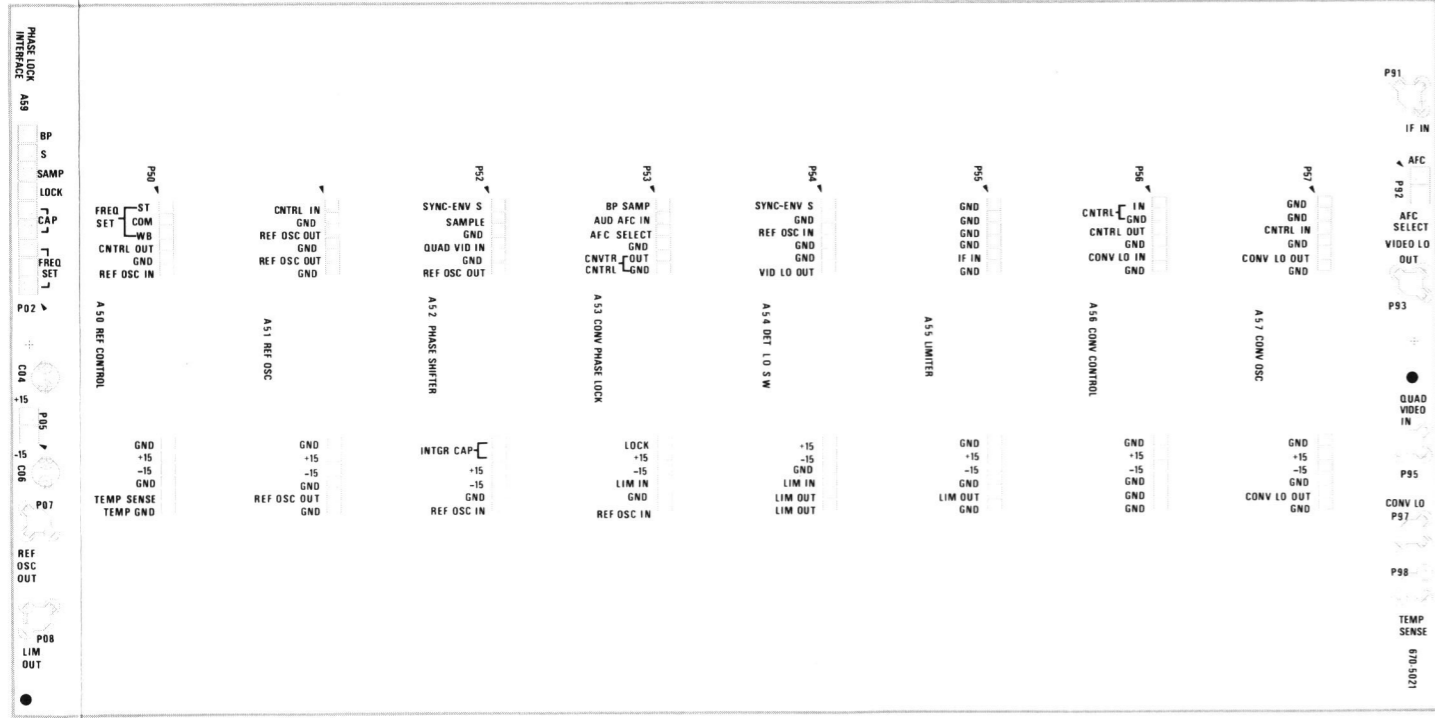 PHASE LOCK
INTERFACE
A59
BP
S
SAMP
LOCK
CAP
FREQ
SET
P02
C04
+15
P05
-15
C06
P07
REF
OSC
OUT
P08
LIM
OUT
P50
FREQ
SET
ST
COM
WB
CNTRL OUT
GND
REF OSC IN
A50 REF CONTROL
GND
+15
-15
GND
TEMP SENSE
TEMP GND
CNTRL IN
GND
REF OSC OUT
GND
REF OSC OUT
GND
A51 REF OSC
GND
+15
-15
GND
REF OSC OUT
GND
P52
SYNC-ENV S
SAMPLE
GND
QUAD VID IN
GND
REF OSC OUT
A52 PHASE SHIFTER
INTGR CAP
+15
-15
GND
REF OSC IN
P53
BP SAMP
AUD AFC IN
AFC SELECT
GND
CNVTR
CNTRL
OUT
GND
A53 CONV PHASE LOCK
LOCK
+15
-15
LIM IN
GND
REF OSC IN
P54
SYNC-ENV S
GND
REF OSC IN
GND
GND
VID LO OUT
A54 DET LO SW
+15
-15
GND
LIM IN
LIM OUT
LIM OUT
P55
GND
GND
GND
GND
IF IN
GND
A55 LIMITER
GND
+15
-15
GND
LIM OUT
GND
P56
CNTRL
IN
GND
CNTRL OUT
GND
CONV LO IN
GND
A56 CONV CONTROL
GND
+15
-15
GND
GND
GND
P57
GND
GND
CNTRL IN
GND
CONV LO OUT
GND
A57 CONV OSC
GND
+15
-15
GND
CONV LO OUT
GND
P91
IF IN
AFC
P92
AFC
SELECT
VIDEO LO
OUT
P93
QUAD
VIDEO
IN
P95
CONV LO
P97
P98
TEMP
SENSE
670-5021